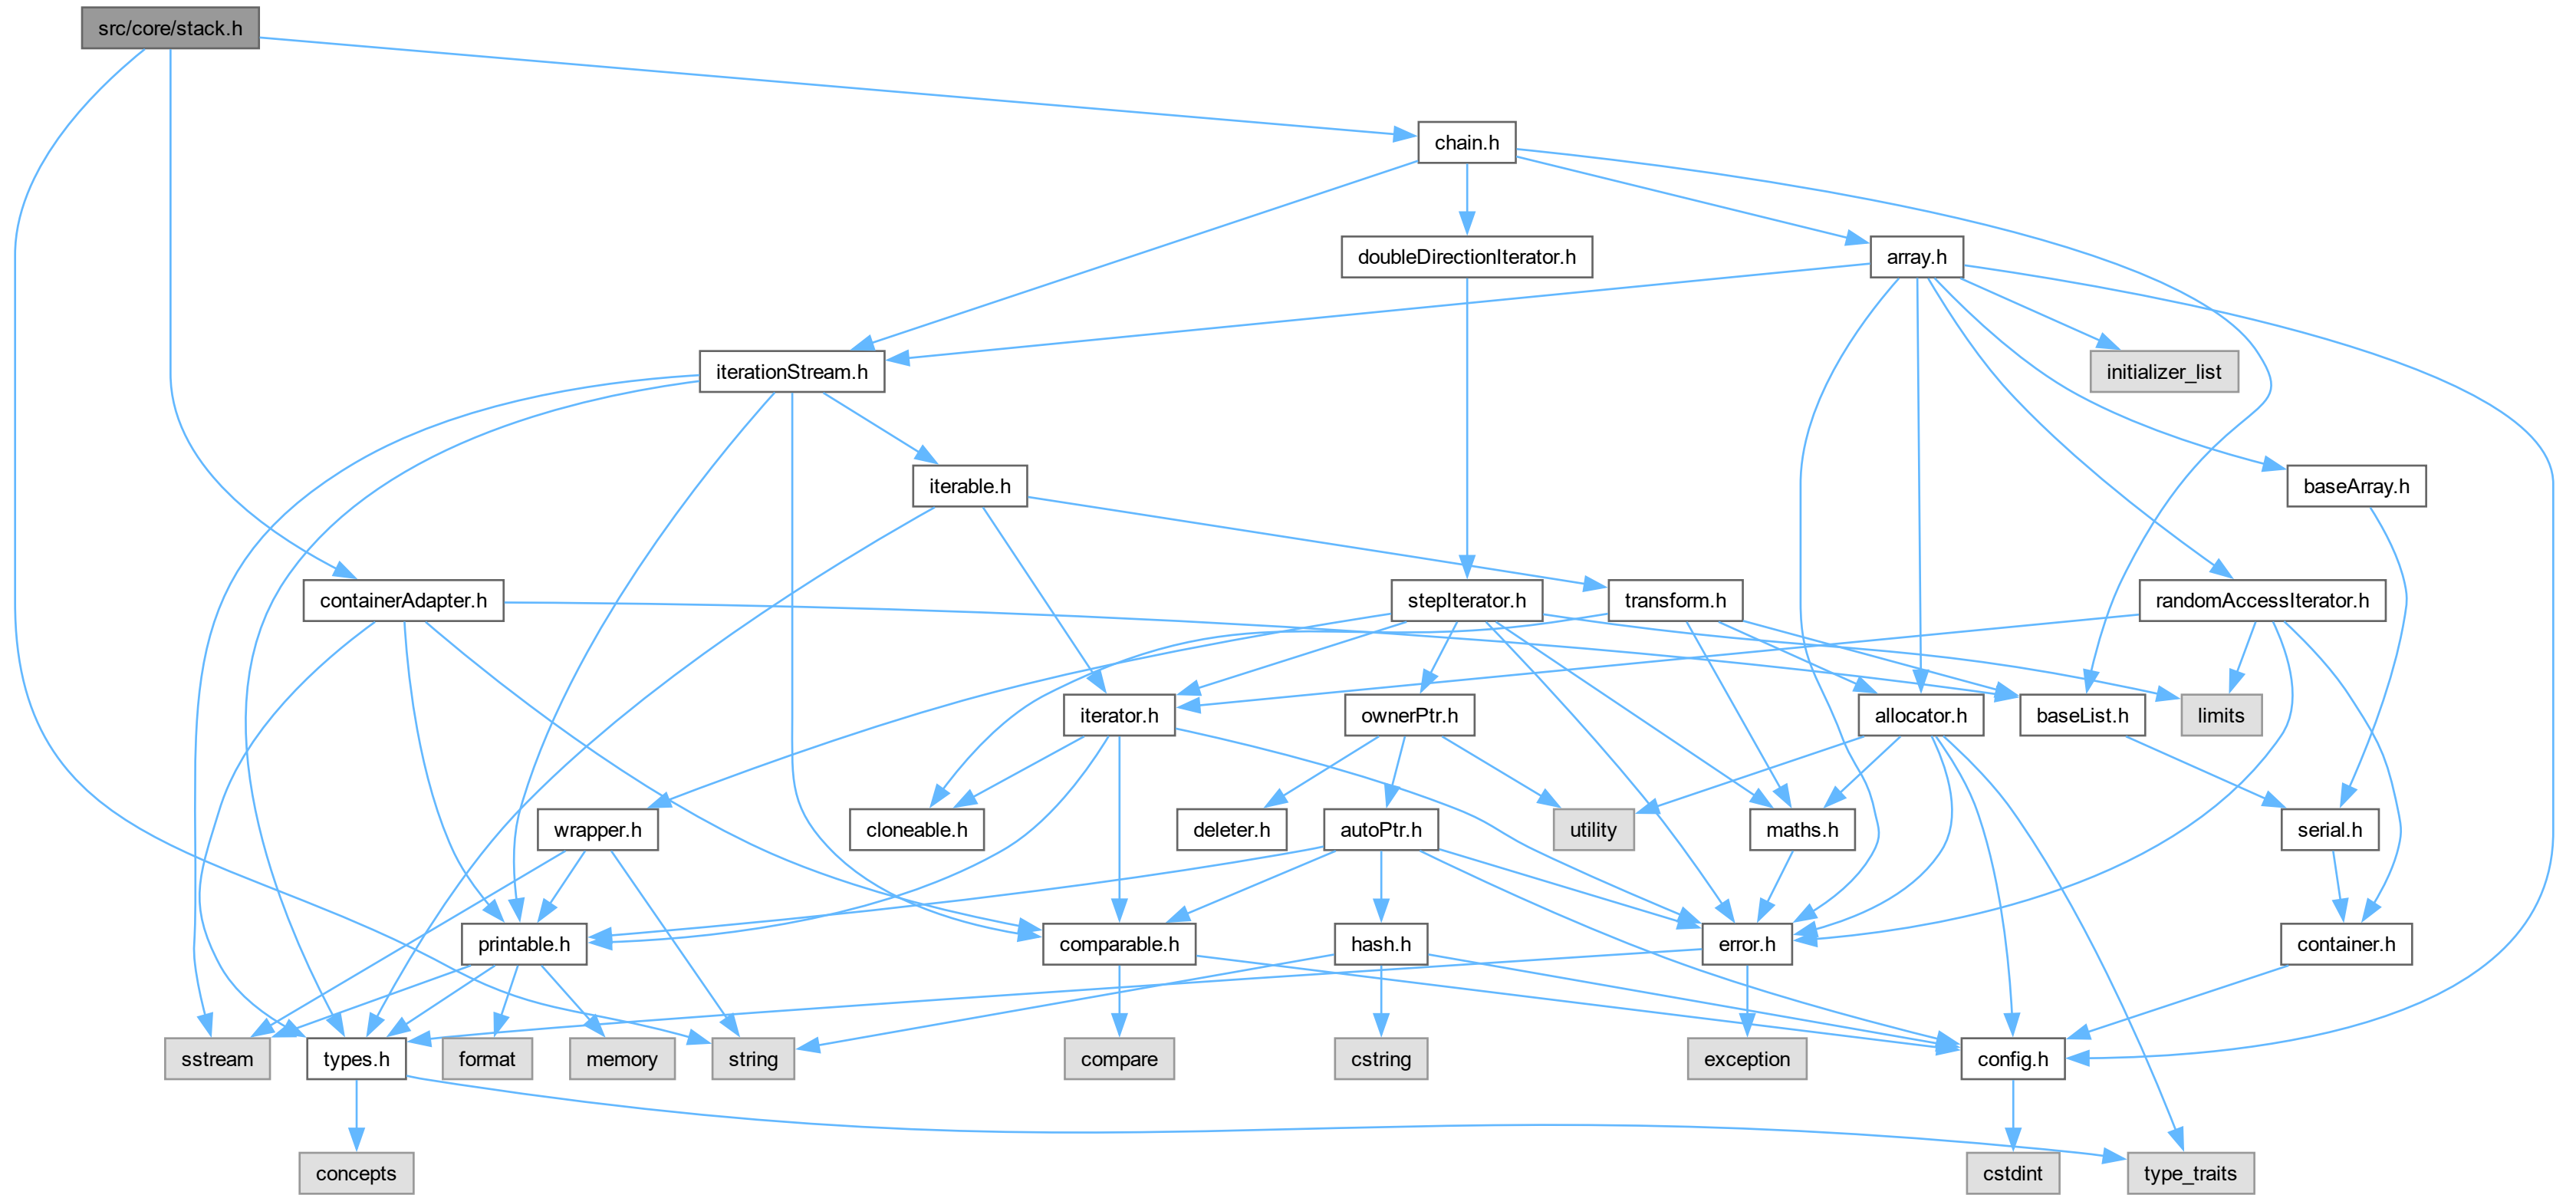 src/core/stack.h
chain.h
doubleDirectionIterator.h
array.h
iterationStream.h
initializer_list
iterable.h
baseArray.h
containerAdapter.h
stepIterator.h
transform.h
randomAccessIterator.h
iterator.h
ownerPtr.h
allocator.h
baseList.h
limits
wrapper.h
cloneable.h
deleter.h
autoPtr.h
utility
maths.h
serial.h
printable.h
comparable.h
hash.h
error.h
container.h
sstream
types.h
format
memory
string
compare
cstring
exception
config.h
concepts
cstdint
type_traits